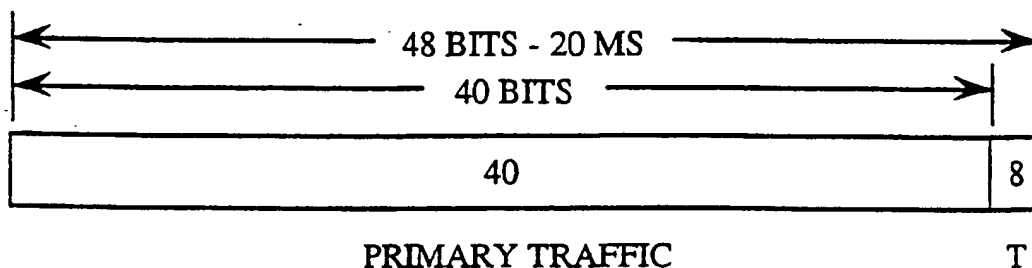 48 BITS - 20 MS
40 BITS
40 8
PRIMARY TRAFFIC T